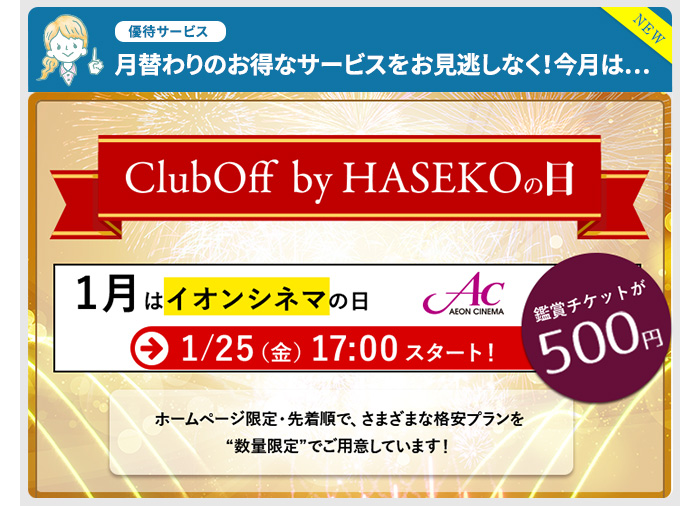 優待サービス
月替わりのお得なサービスをお見逃しなく!今月は…
NEW
ClubOff by HASEKOの日
1月はイオンシネマの日
AC
AEON CINEMA
鑑賞チケットが
500円
1/25(金)17:00スタート!
ホームページ限定・先着順で、さまざまな格安プランを
“数量限定”でご用意しています!